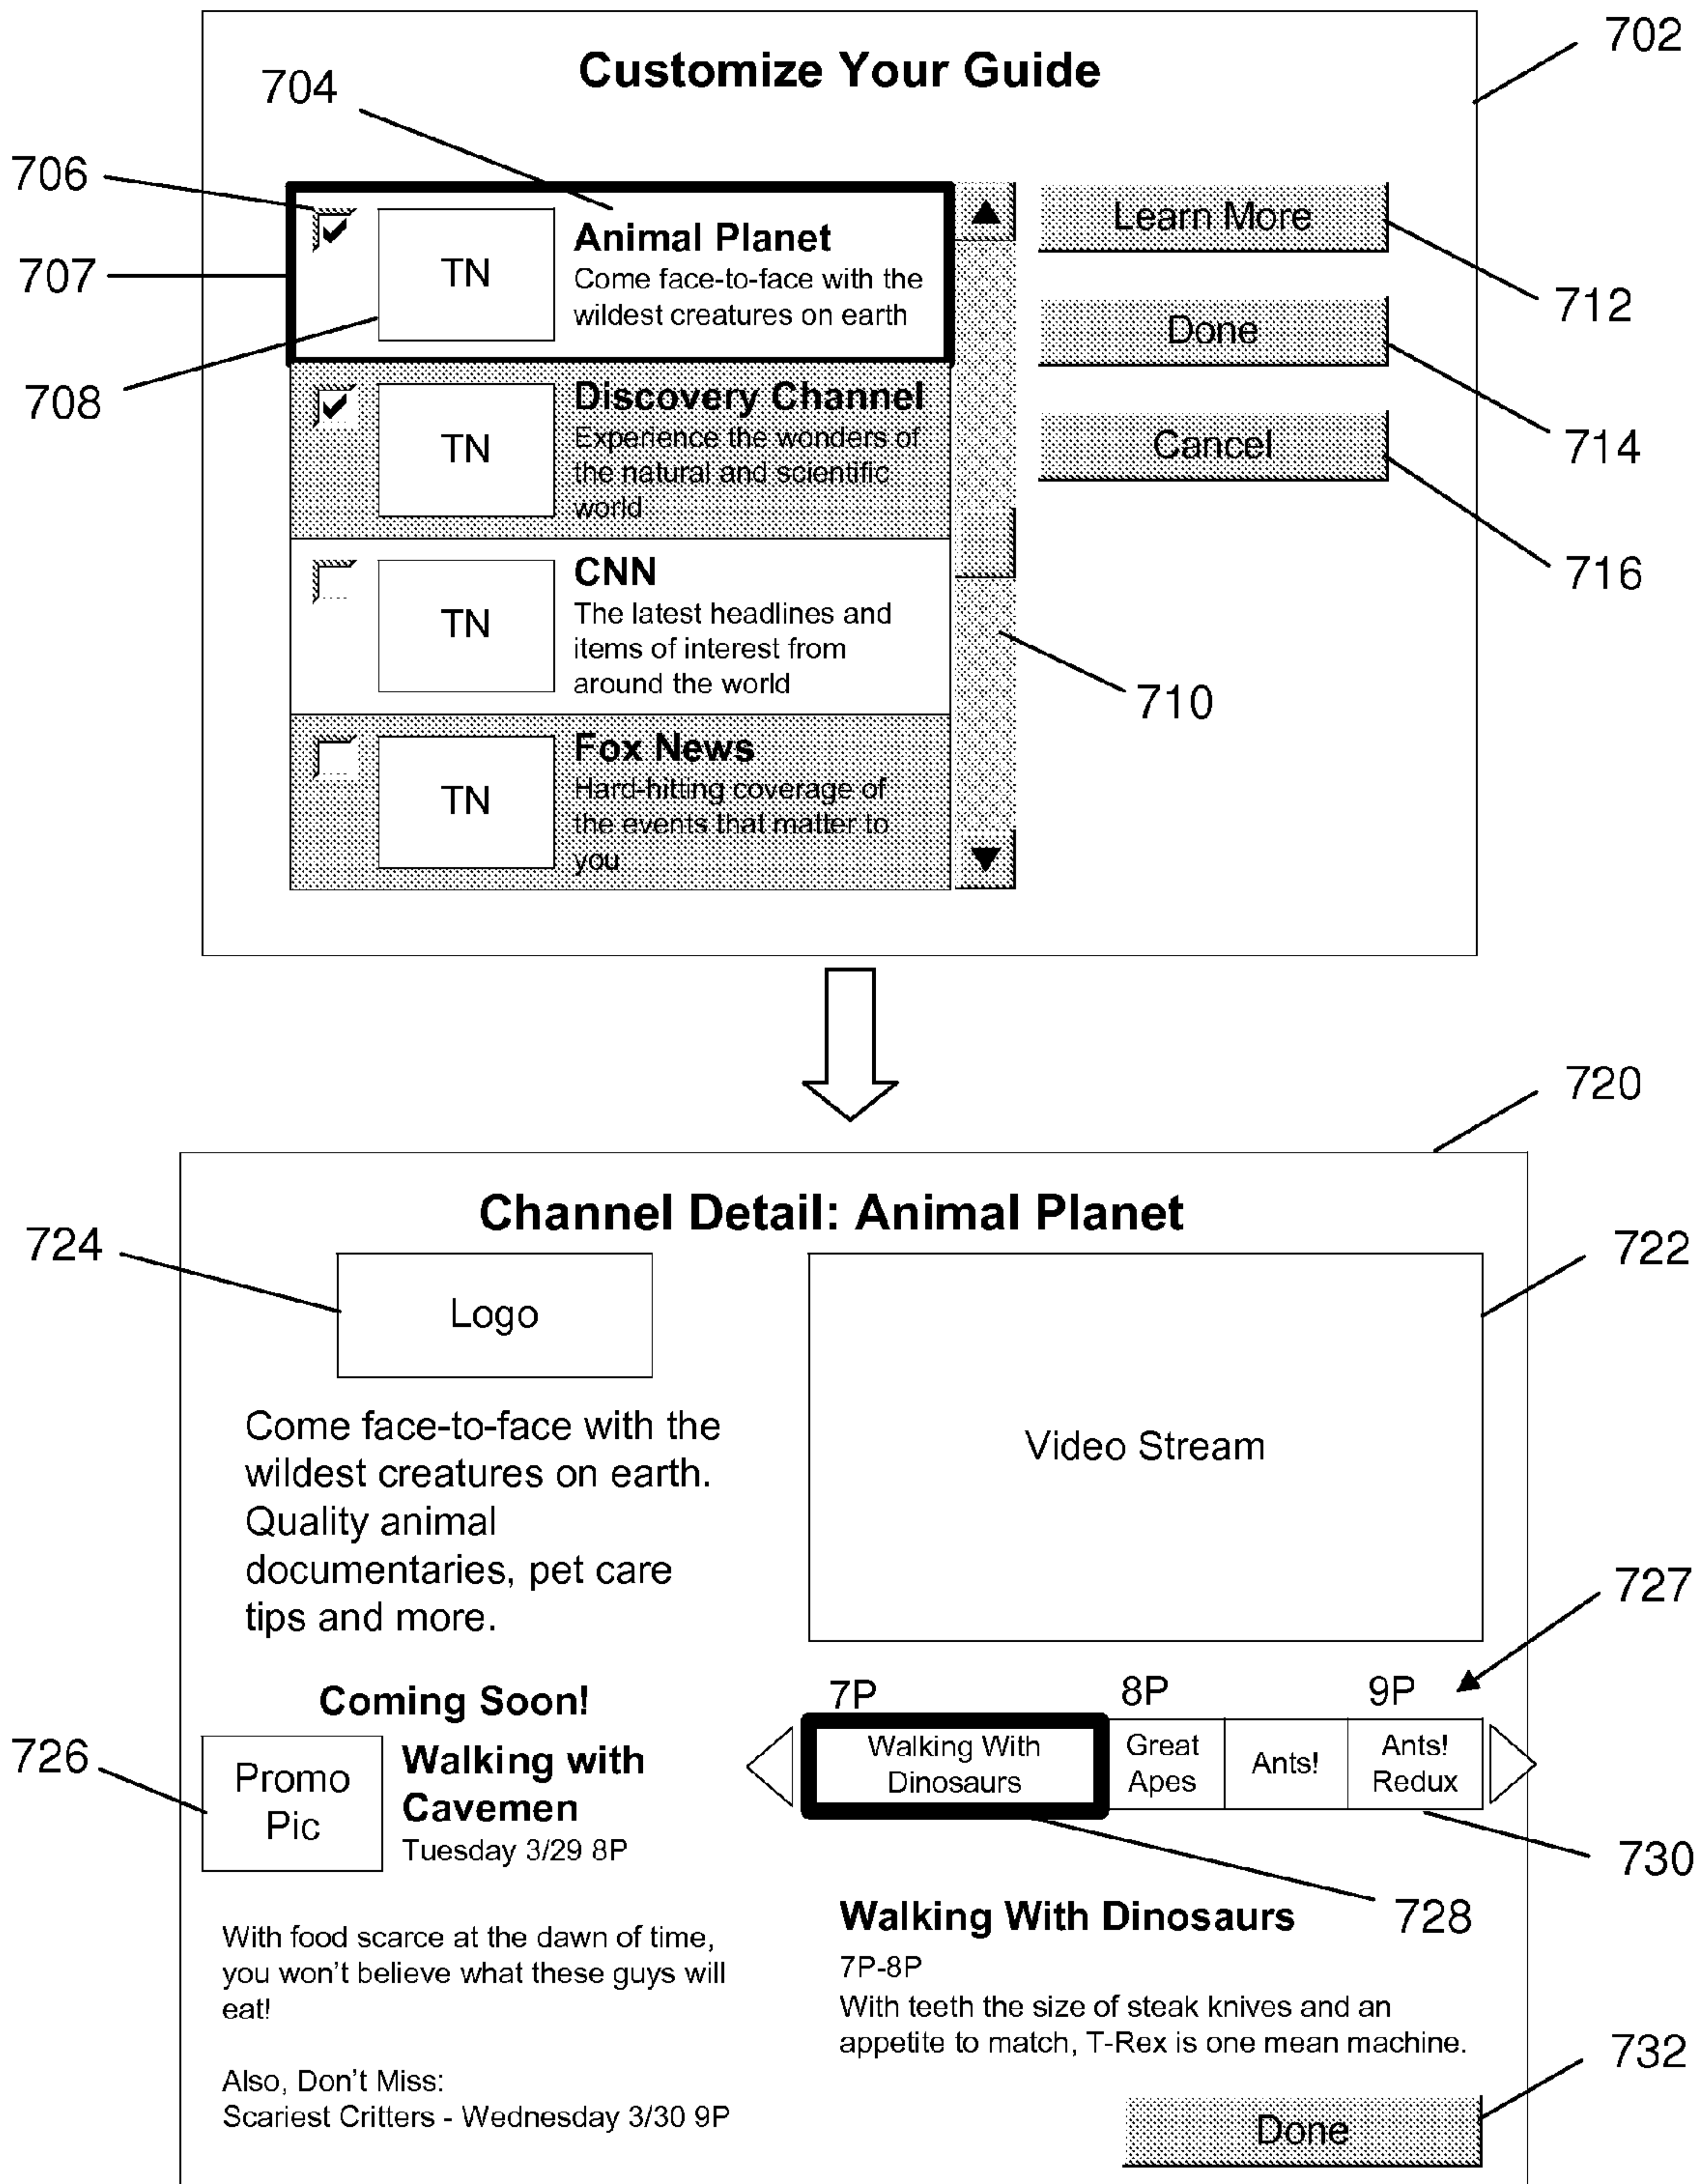 702
Customize Your Guide
704
706
707
708
TN
Animal Planet
Come face-to-face with the
wildest creatures on earth
TN
Discovery Channel
Experience the wonders of
the natural and scientific
world
TN
CNN
The latest headlines and
items of interest from
around the world
TN
Fox News
Hard-hitting coverage of
the events that matter to
you
Learn More
712
Done
714
Cancel
716
710
720
Channel Detail: Animal Planet
724
Logo
722
Video Stream
Come face-to-face with the
wildest creatures on earth.
Quality animal
documentaries, pet care
tips and more.
727
Coming Soon!
726
Promo
Pic
Walking with
Cavemen
Tuesday 3/29 8P
With food scarce at the dawn of time,
you won't believe what these guys will
eat!
Also, Don't Miss:
Scariest Critters - Wednesday 3/30 9P
7P 8P 9P
Walking With
Dinosaurs
Great
Apes
Ants!
Ants!
Redux
730
728
Walking With Dinosaurs
7P-8P
With teeth the size of steak knives and an
appetite to match, T-Rex is one mean machine.
732
Done